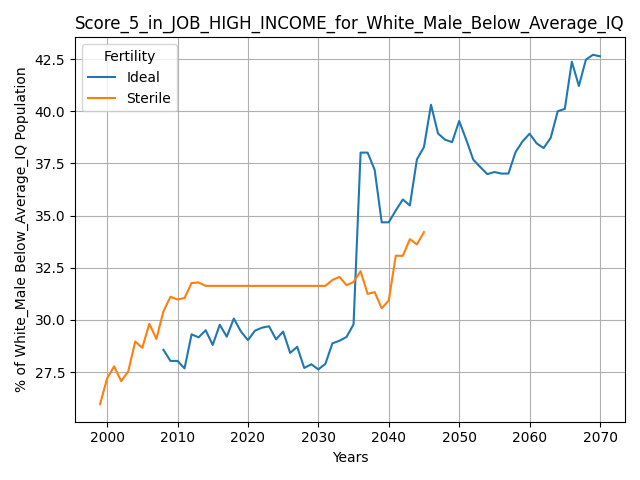 Score_5_in_JOB_HIGH_INCOME_for_White_Male_Below_Average_IQ
Fertility
Ideal
Sterile
% of White_Male Below_Average_IQ Population
42.5
40.0
37.5
35.0
32.5
30.0
27.5
2000 2010 2020 2030 2040 2050 2060 2070
Years